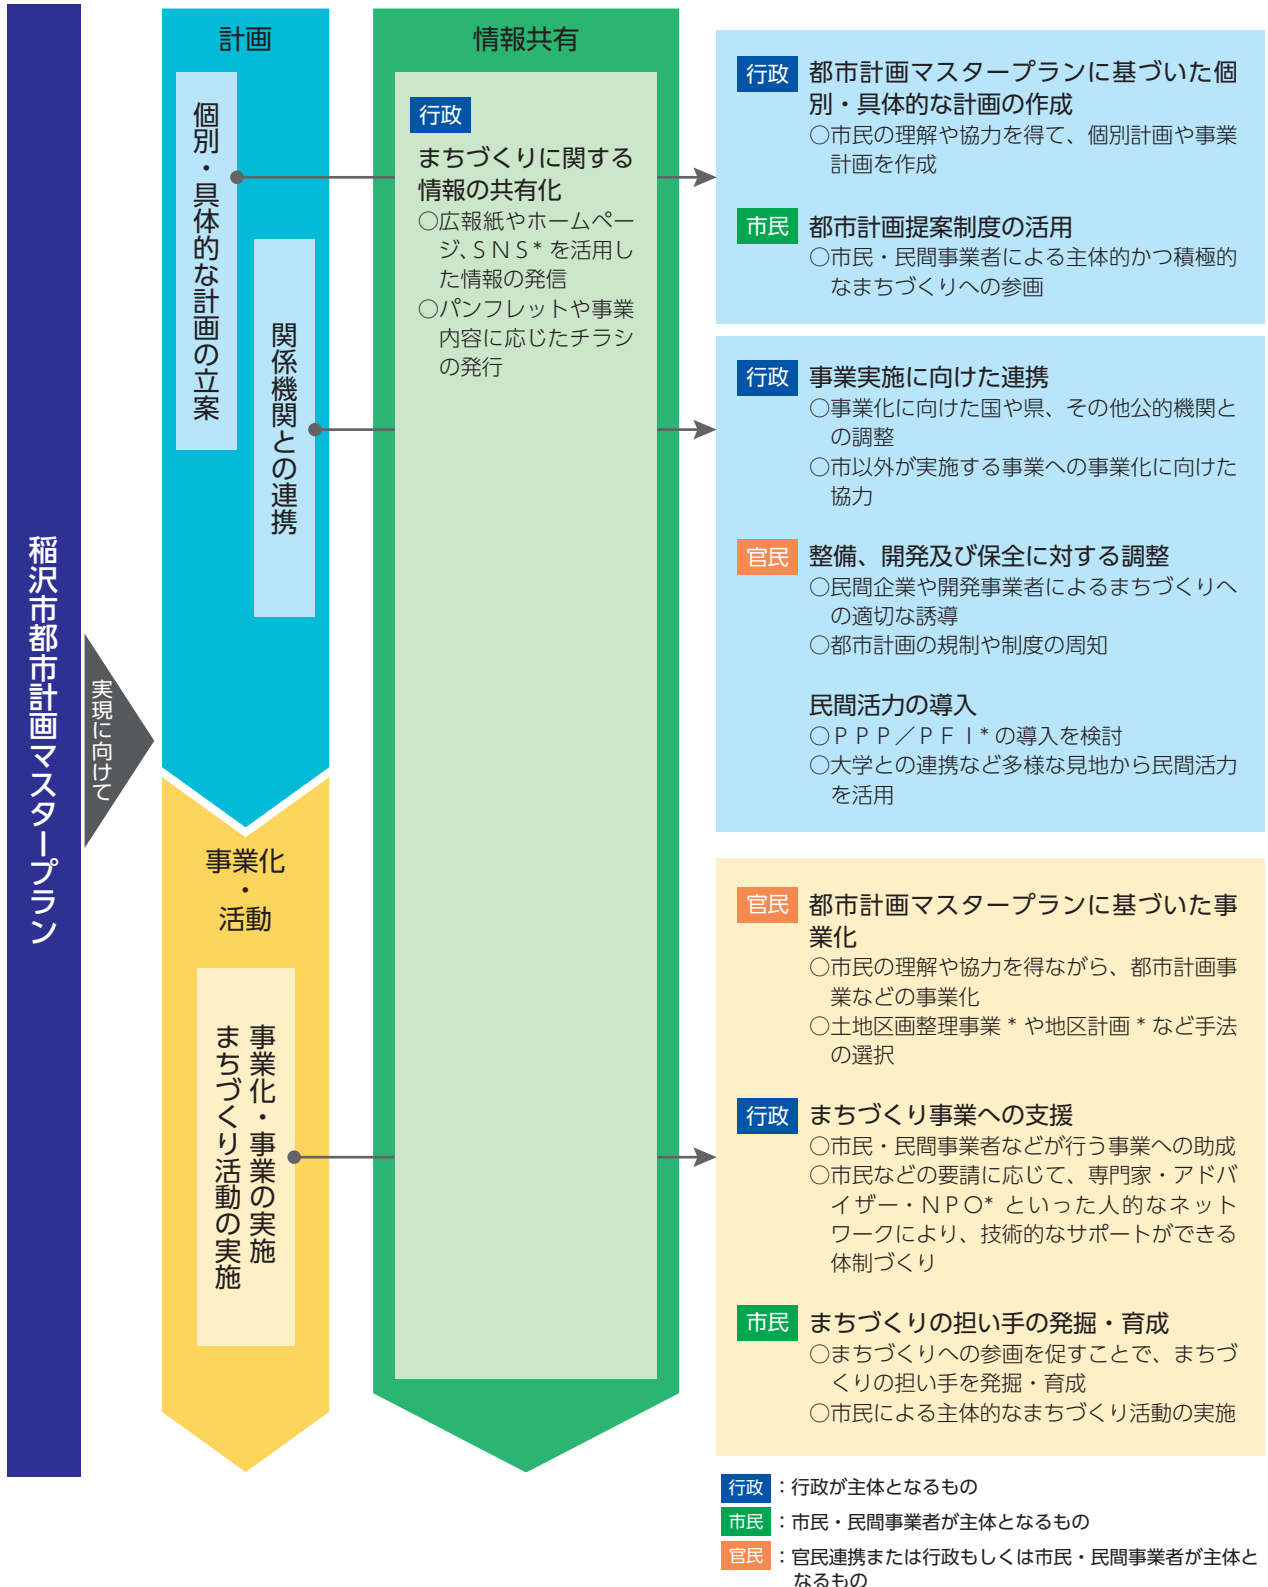 稲沢市都市計画マスタープラン
実現に向けて
計画
個別・具体的な計画の立案
関係機関との連携
事業化
・
活動
事業化・事業の実施
まちづくり活動の実施
情報共有
行政
まちづくりに関する
情報の共有化
○広報紙やホームペー
ジ、ＳＮＳ* を活用し
た情報の発信
○パンフレットや事業
内容に応じたチラシ
の発行
行政 都市計画マスタープランに基づいた個
別・具体的な計画の作成
○市民の理解や協力を得て、個別計画や事業
計画を作成
市民 都市計画提案制度の活用
○市民・民間事業者による主体的かつ積極的
なまちづくりへの参画
行政 事業実施に向けた連携
○事業化に向けた国や県、その他公的機関と
の調整
○市以外が実施する事業への事業化に向けた
協力
官民 整備、開発及び保全に対する調整
○民間企業や開発事業者によるまちづくりへ
の適切な誘導
○都市計画の規制や制度の周知
民間活力の導入
○ＰＰＰ／ＰＦＩ* の導入を検討
○大学との連携など多様な見地から民間活力
を活用
官民 都市計画マスタープランに基づいた事
業化
○市民の理解や協力を得ながら、都市計画事
業などの事業化
○土地区画整理事業 * や地区計画 * など手法
の選択
行政 まちづくり事業への支援
○市民・民間事業者などが行う事業への助成
○市民などの要請に応じて、専門家・アドバ
イザー・ＮＰＯ* といった人的なネット
ワークにより、技術的なサポートができる
体制づくり
市民 まちづくりの担い手の発掘・育成
○まちづくりへの参画を促すことで、まちづ
くりの担い手を発掘・育成
○市民による主体的なまちづくり活動の実施
行政 ：行政が主体となるもの
市民 ：市民・民間事業者が主体となるもの
官民 ：官民連携または行政もしくは市民・民間事業者が主体と
なるもの